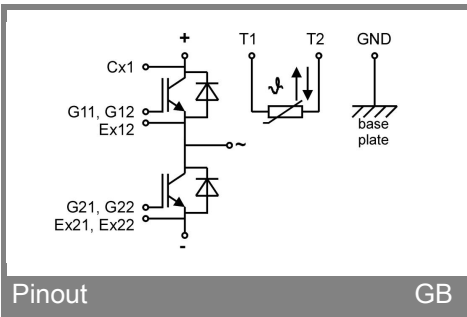 +
T1
T2
GND
Cx1
ϑ
G11, G12
Ex12
base
plate
~
G21, G22
Ex21, Ex22
-
Pinout
GB